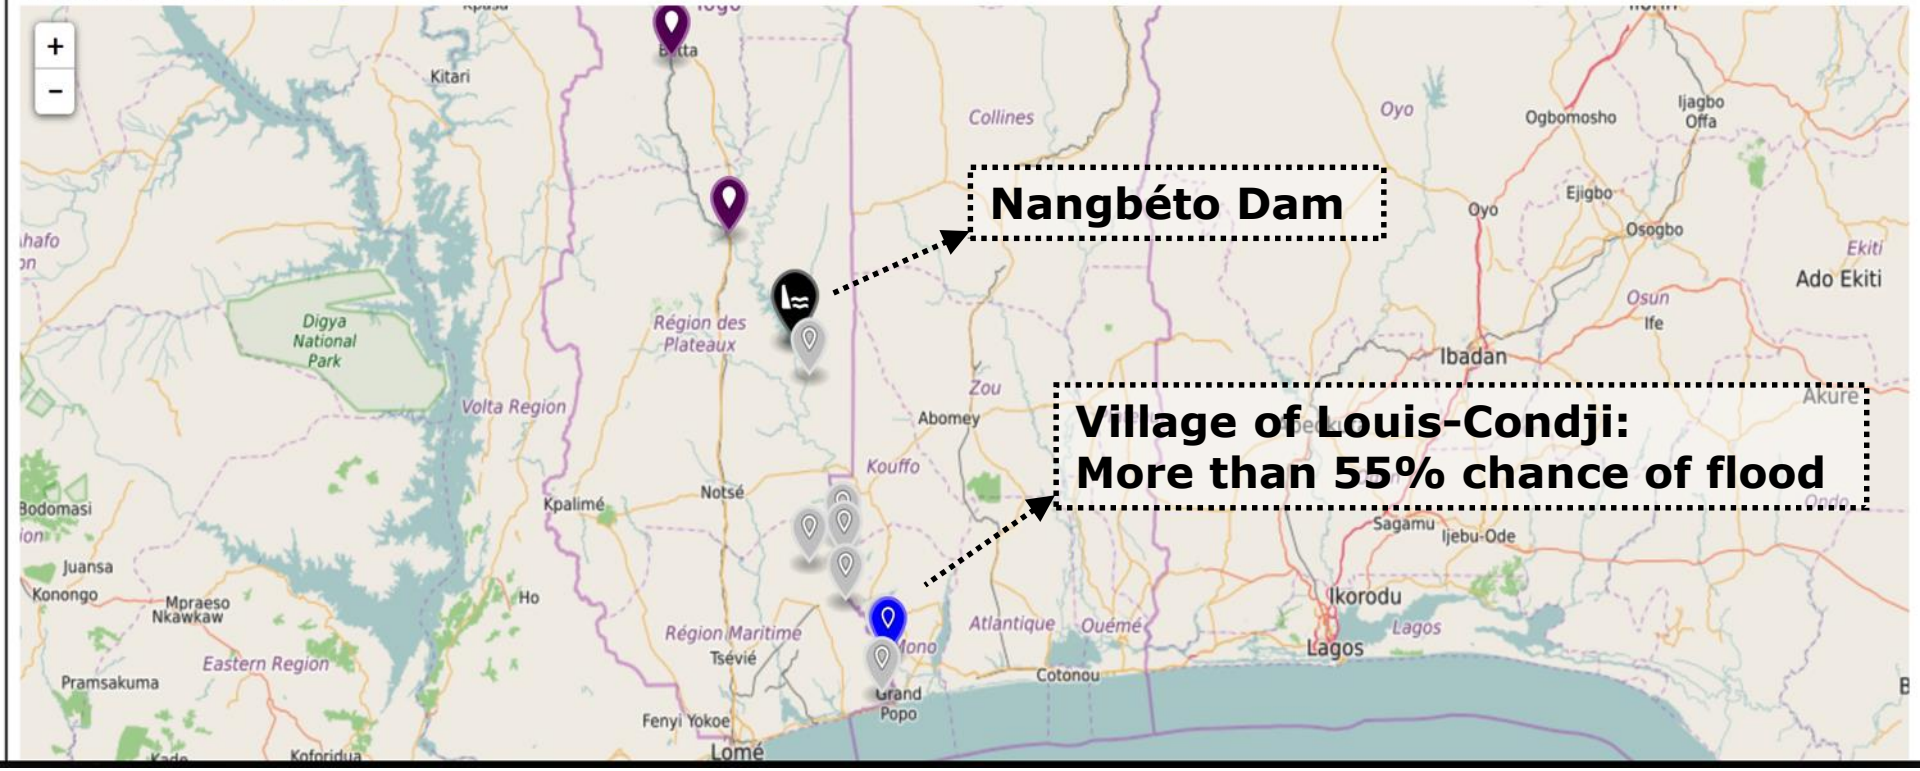 +
−
Kpasa
Togo
Ilorin
Kitari
Collines
Oyo
Ogbomosho
Ijagbo
Offa
Nangbéto Dam
Ejigbo
Oyo
Osogbo
Ekiti
Ado Ekiti
Osun
Ife
Digya
National
Park
Région des
Plateaux
Ibadan
Zou
Volta Region
Abomey
Akure
Village of Louis-Condji:
More than 55% chance of flood
Kouffo
Notsé
Kpalimé
Bodomasi
Ondo
Sagamu
Ijebu-Ode
Juansa
Konongo
Mpraeso
Nkawkaw
Ho
Ikorodu
Lagos
Lagos
Région Maritime
Atlantique
Ouémé
Mono
Tsévié
Eastern Region
Pramsakuma
Cotonou
Grand
Popo
Fenyi Yokoe
Lomé
Koforidua